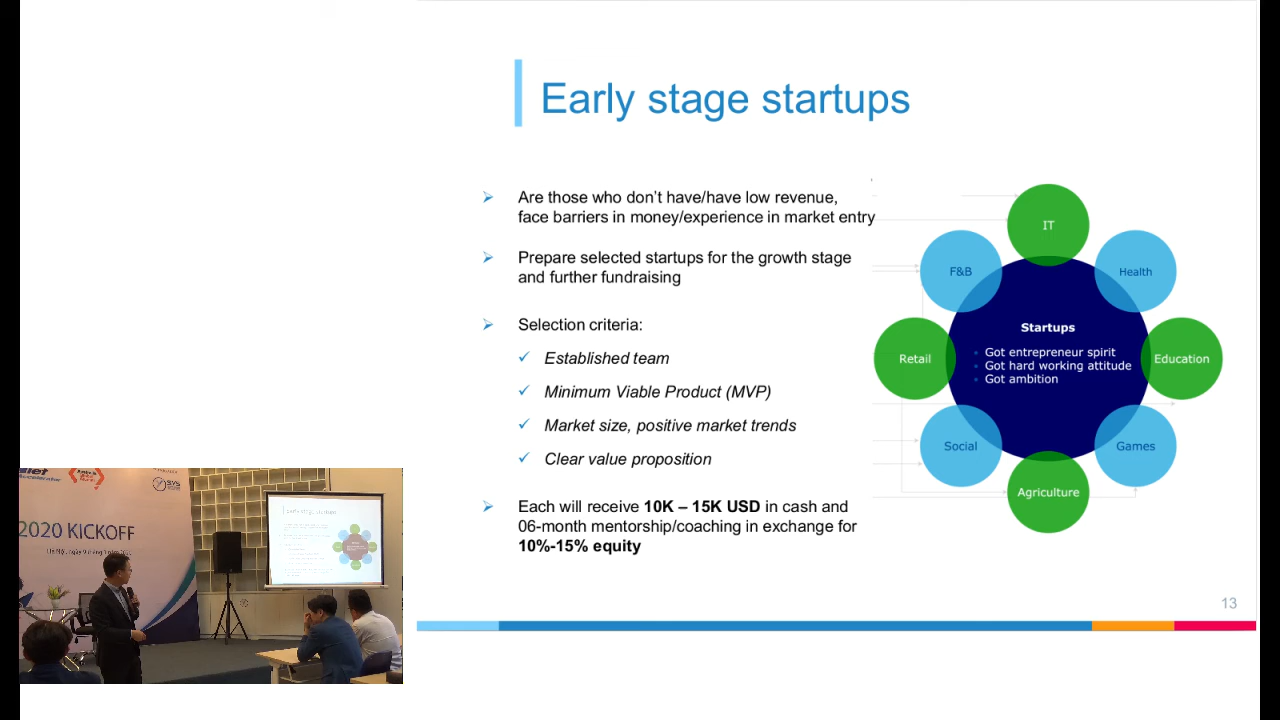 Early stage startups
Are those who don't have/have low revenue,
face barriers in money/experience in market entry
Prepare selected startups for the growth stage
and further fundraising
Selection criteria:
Established team
Minimum Viable Product (MVP)
Market size, positive market trends
Clear value proposition
Each will receive 10K – 15K USD in cash and
06-month mentorship/coaching in exchange for
10%-15% equity
IT
F&B
Health
Startups
Got entrepreneur spirit
Got hard working attitude
Got ambition
Retail
Education
Social
Games
Agriculture
13
SVS
2020 KICKOFF
Early stage startups